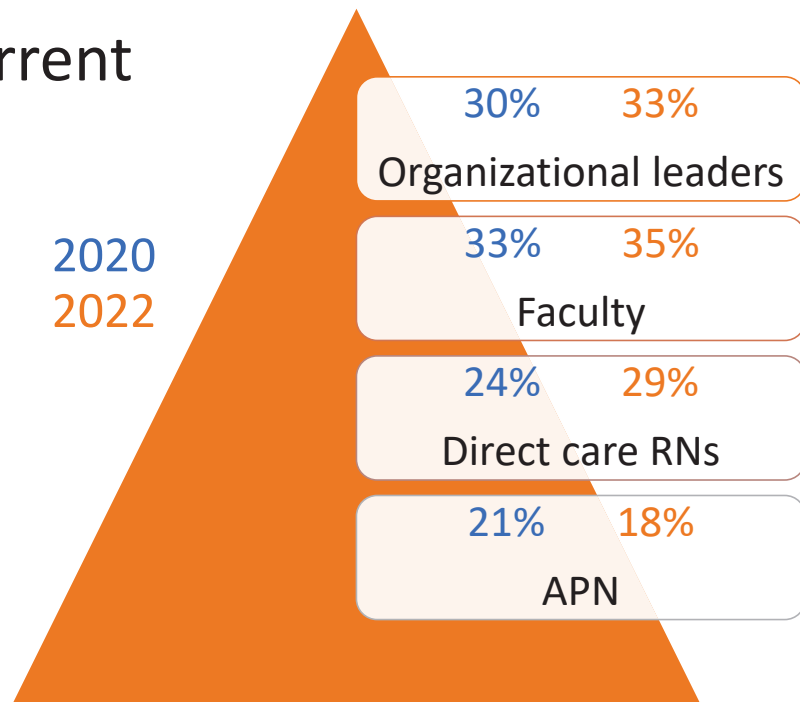 rrent
30% 33%
Organizational leaders
2020
33% 35%
2022
Faculty
24% 29%
Direct care RNs
21% 18%
APN